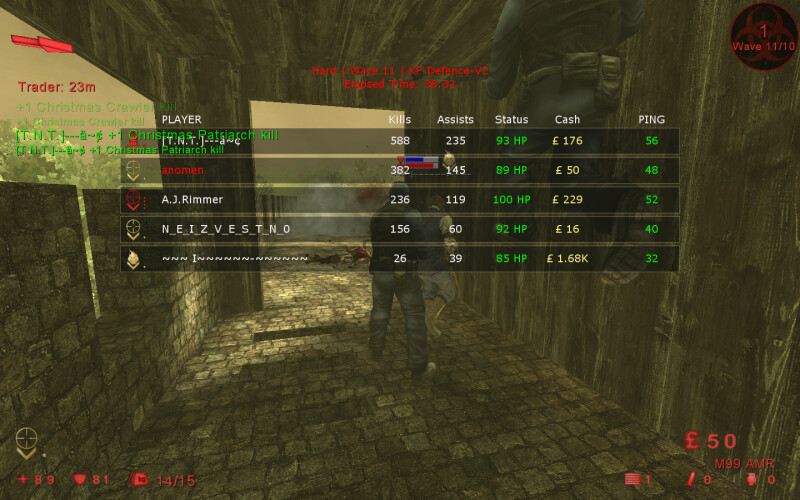 1
Wave 11/10
Hard | Wave 11 | KF-Defence-V2
Elapsed Time: 38:32
Trader: 23m
+1 Christmas Crawler kill
+1 Christmas Crawler kill
[T.N.T.]---â~¢ +1 Christmas Patriarch kill
[T.N.T.]---â~¢ +1 Christmas Patriarch kill
PLAYER Kills Assists Status Cash PING
[T.N.T.]---â~¢ 588 235 93 HP £ 176 56
anomen 382 145 89 HP £ 50 48
A.J.Rimmer 236 119 100 HP £ 229 52
N_E_I_Z_V_E_S_T_N_O 156 60 92 HP £ 16 40
~~~ I~~~~~~-~~~~~~ 26 39 85 HP £ 1.68K 32
£ 50
M99 AMR
89 81 14/15 1 0 0